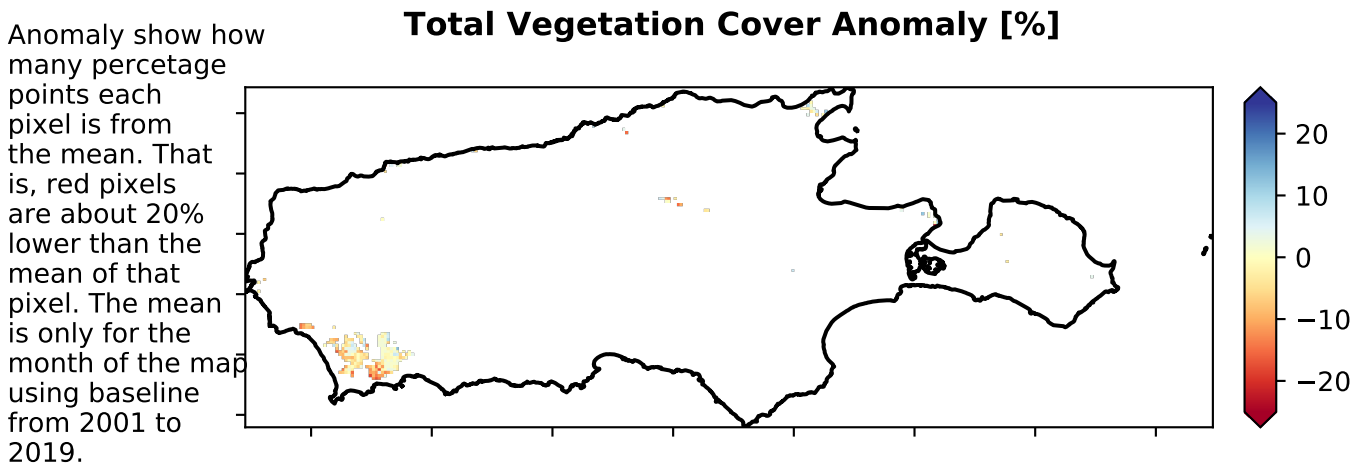 Total Vegetation Cover Anomaly [%]
Anomaly show how
many percetage
points each
pixel is from
the mean. That
is, red pixels
are about 20%
lower than the
mean of that
pixel. The mean
is only for the
month of the map
using baseline
from 2001 to
2019.
20
10
0
−10
−20